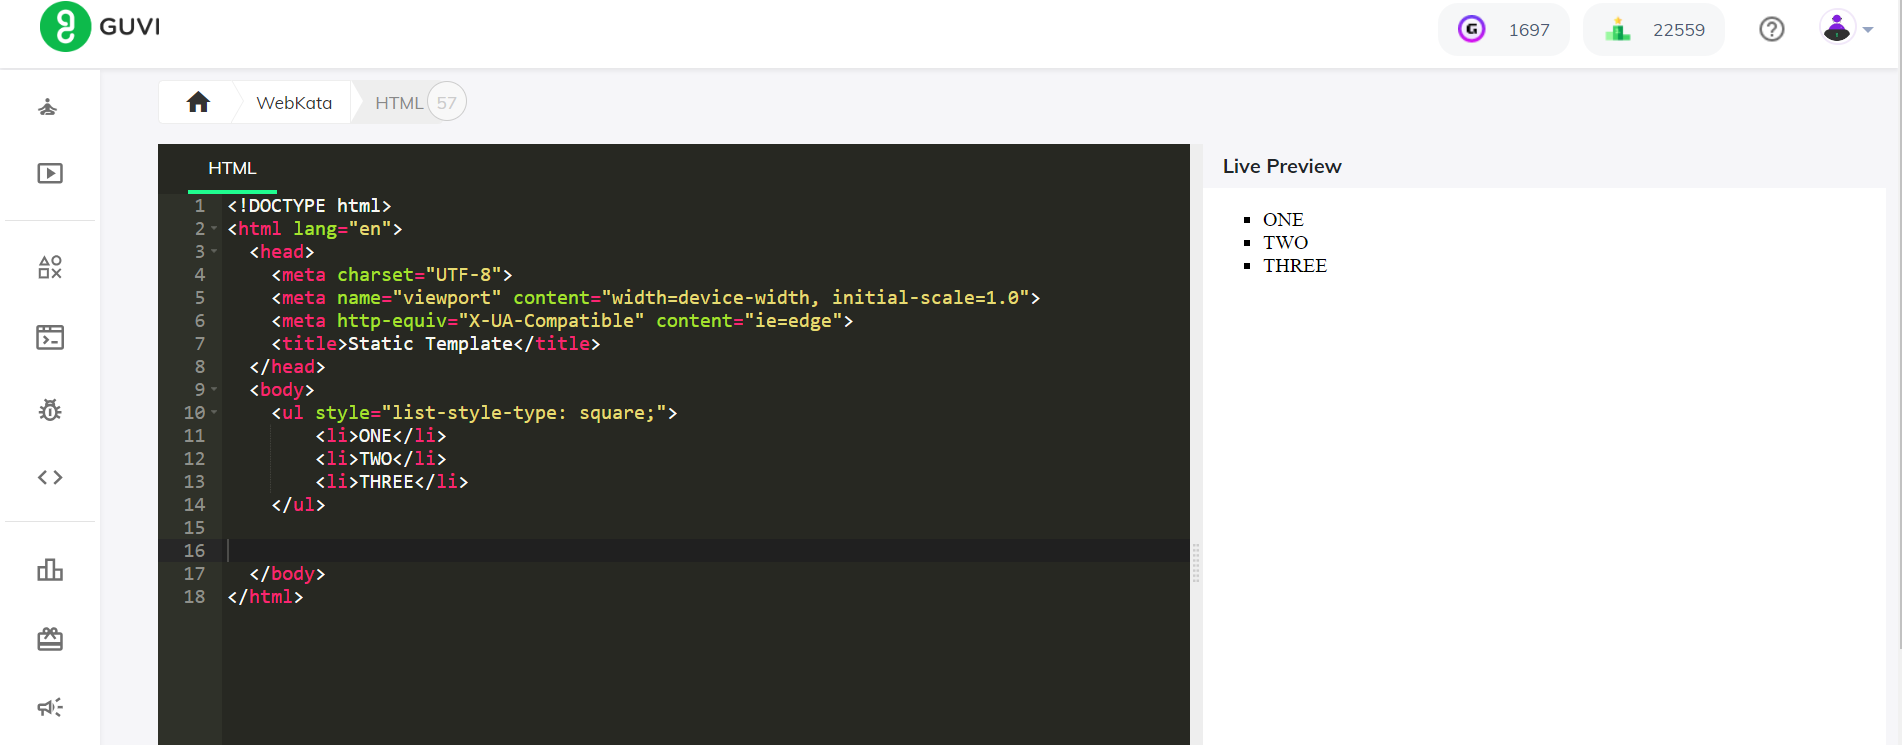 GUVI
1697
22559
WebKata
HTML 57
HTML
Live Preview
1 <!DOCTYPE html>
2 <html lang="en">
3   <head>
4     <meta charset="UTF-8">
5     <meta name="viewport" content="width=device-width, initial-scale=1.0">
6     <meta http-equiv="X-UA-Compatible" content="ie=edge">
7     <title>Static Template</title>
8   </head>
9   <body>
10     <ul style="list-style-type: square;">
11         <li>ONE</li>
12         <li>TWO</li>
13         <li>THREE</li>
14     </ul>
15
16
17   </body>
18 </html>
ONE
TWO
THREE